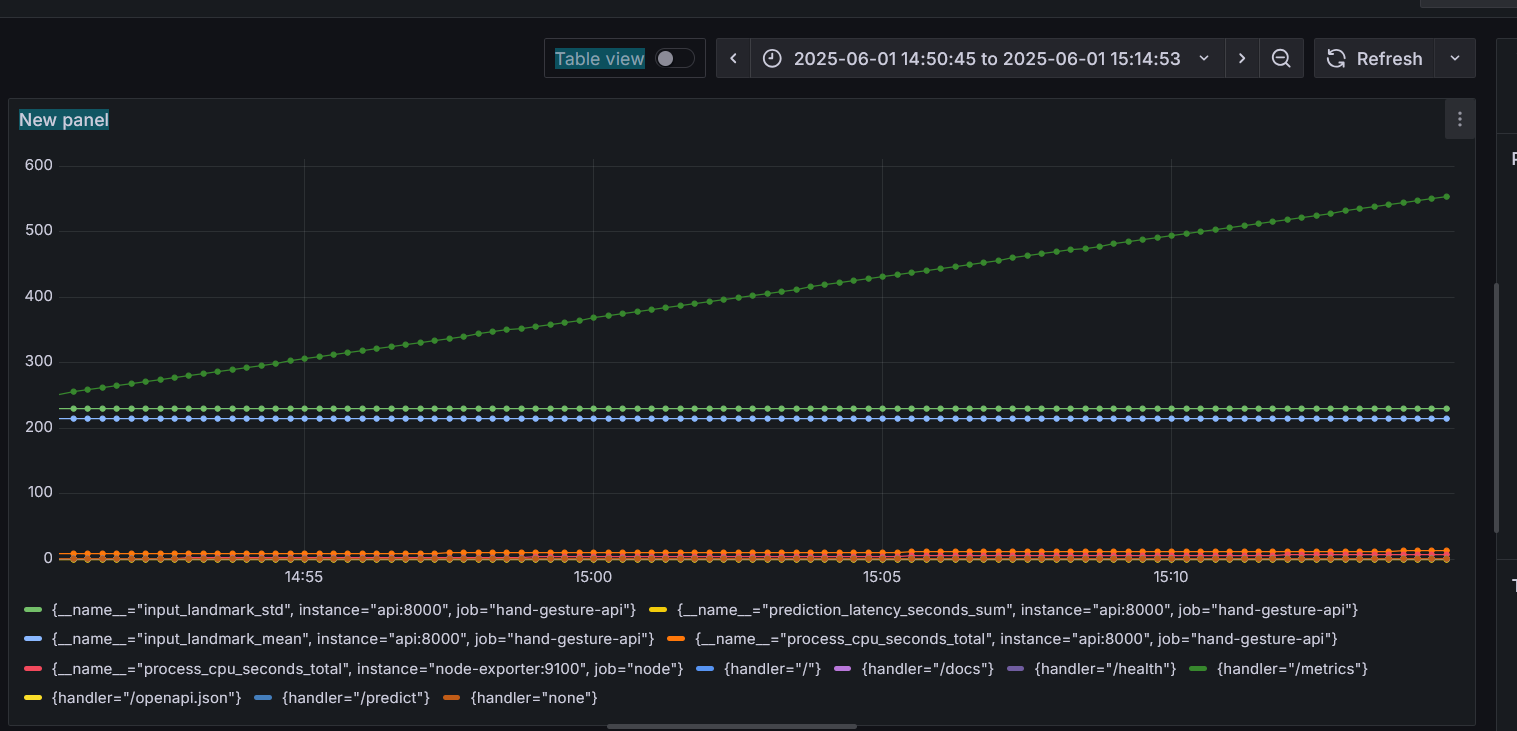 Table view
2025-06-01 14:50:45 to 2025-06-01 15:14:53
Refresh
New panel
600
500
400
300
200
100
0
14:55 15:00 15:05 15:10
{__name__="input_landmark_std", instance="api:8000", job="hand-gesture-api"} {__name__="prediction_latency_seconds_sum", instance="api:8000", job="hand-gesture-api"}
{__name__="input_landmark_mean", instance="api:8000", job="hand-gesture-api"} {__name__="process_cpu_seconds_total", instance="api:8000", job="hand-gesture-api"}
{__name__="process_cpu_seconds_total", instance="node-exporter:9100", job="node"} {handler="/"} {handler="/docs"} {handler="/health"} {handler="/metrics"}
{handler="/openapi.json"} {handler="/predict"} {handler="none"}